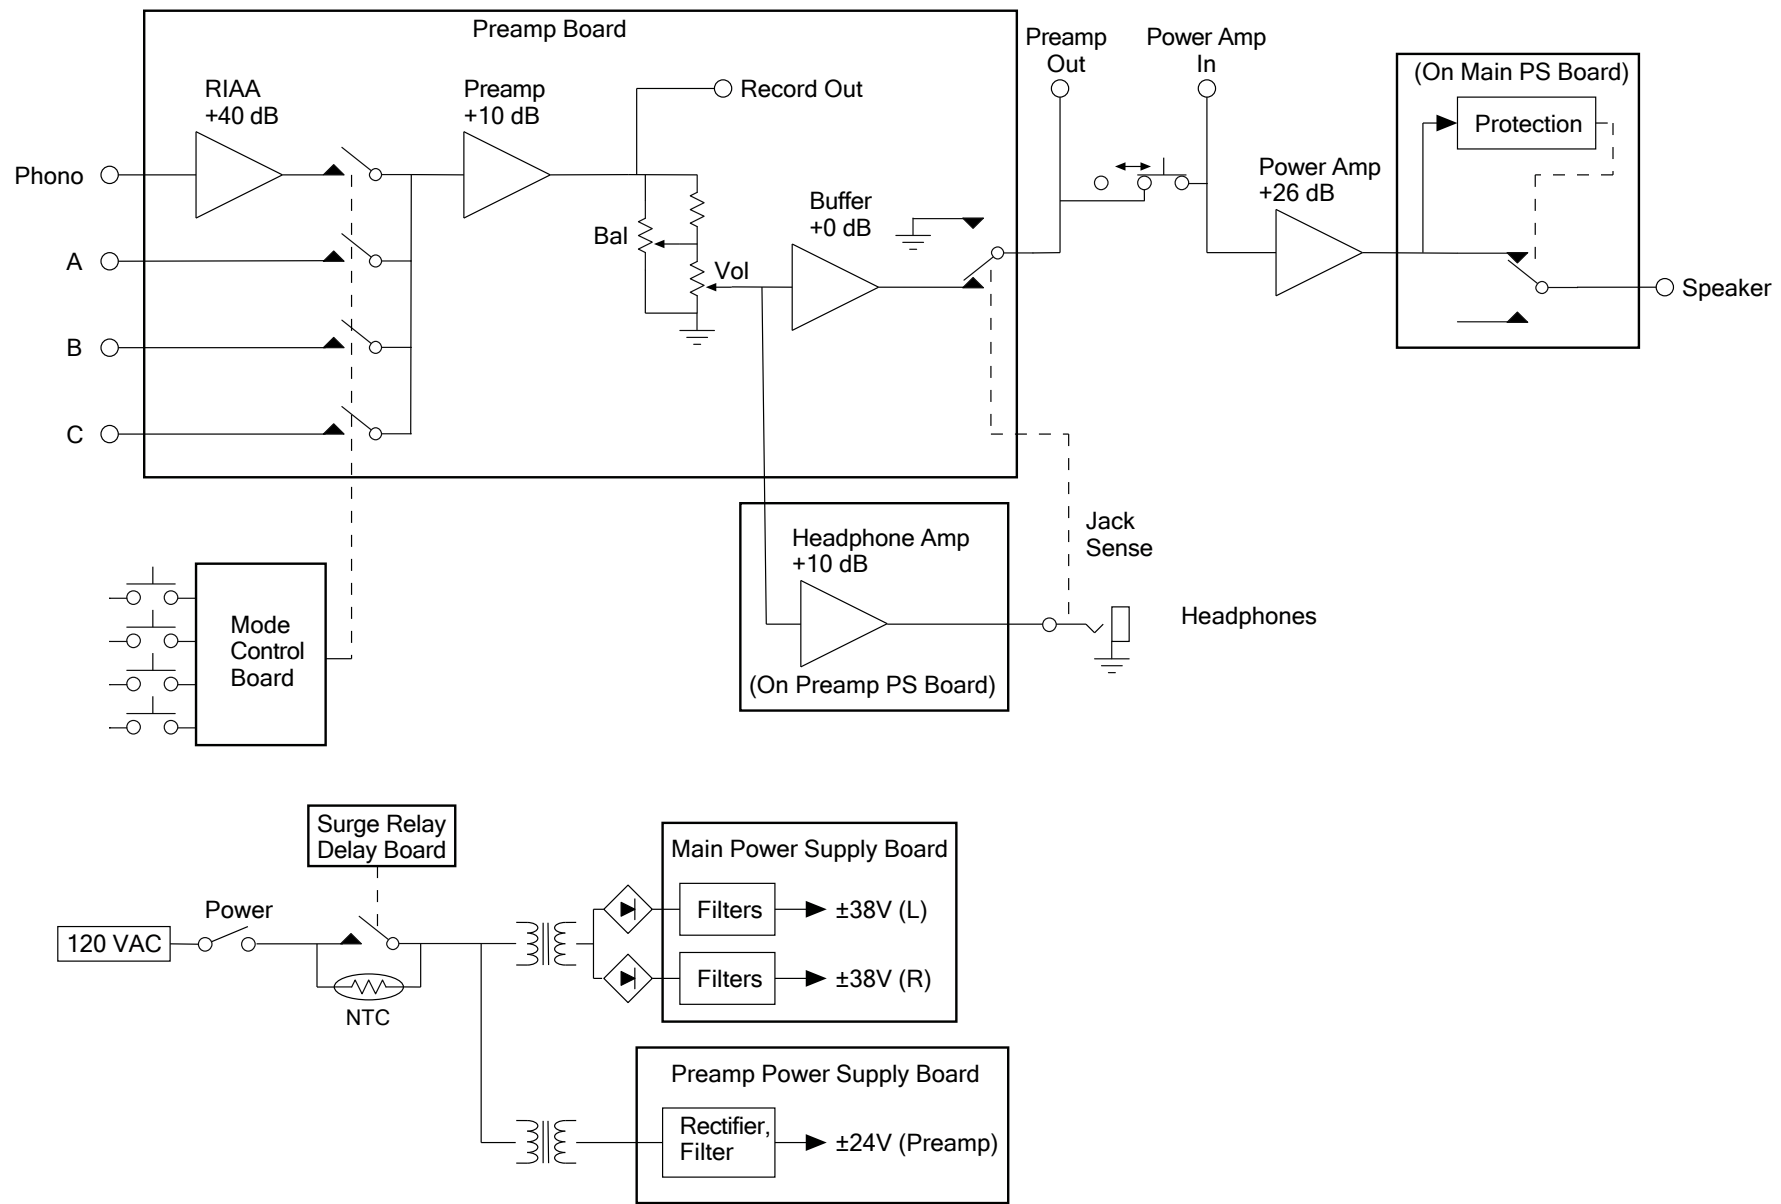 Preamp Board
Preamp
Out
Power Amp
In
(On Main PS Board)
RIAA
+40 dB
Preamp
+10 dB
Record Out
Protection
Phono
Power Amp
+26 dB
Buffer
+0 dB
Bal
A
Vol
Speaker
B
C
Jack
Sense
Headphone Amp
+10 dB
Headphones
Mode
Control
Board
(On Preamp PS Board)
Surge Relay
Delay Board
Main Power Supply Board
Power
Filters
±38V (L)
120 VAC
Filters
±38V (R)
NTC
Preamp Power Supply Board
Rectifier,
Filter
±24V (Preamp)